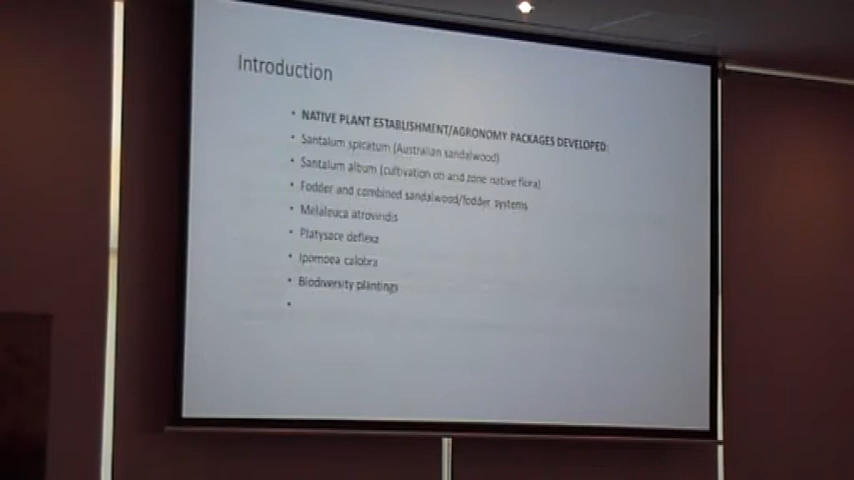 Introduction
• NATIVE PLANT ESTABLISHMENT/AGRONOMY PACKAGES DEVELOPED:
• Santalum spicatum (Australian sandalwood)
• Santalum album (cultivation on arid zone native flora)
• Fodder and combined sandalwood/fodder systems
• Melaleuca atroviridis
• Platysace deflexa
• Ipomoea calobra
• Biodiversity plantings
•